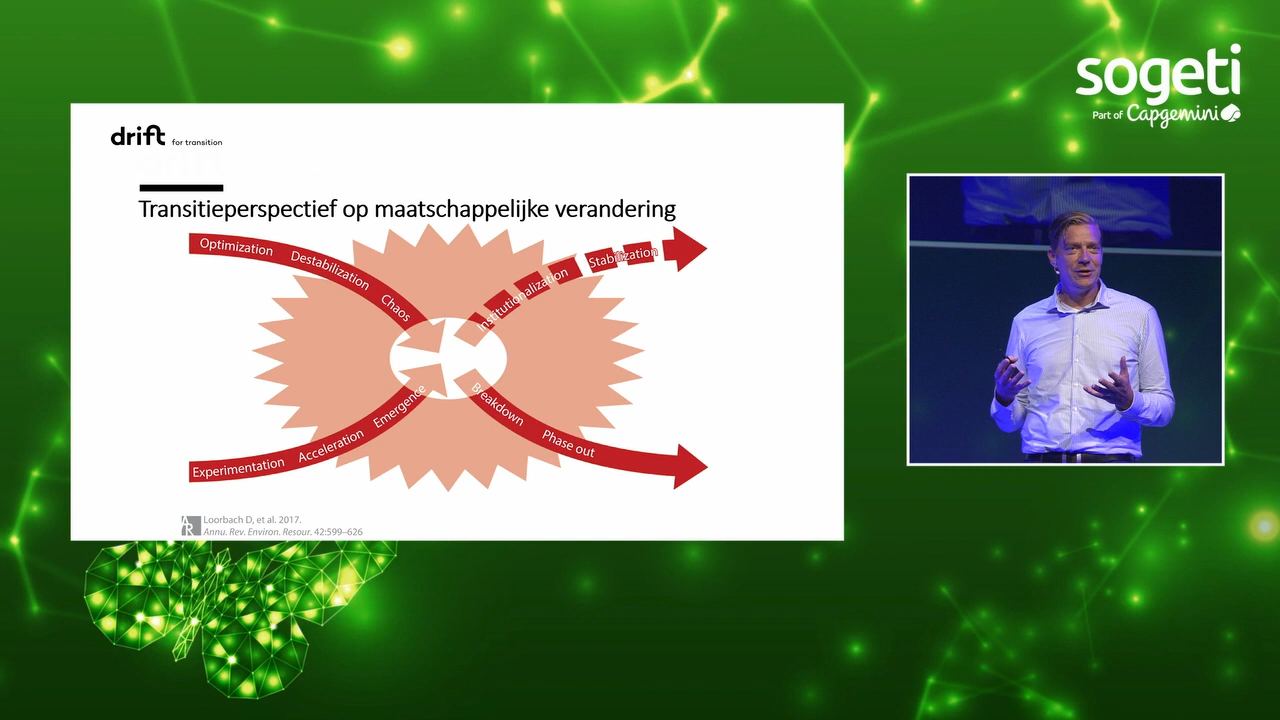 sogeti
Part of Capgemini
drift for transition
Transitieperspectief op maatschappelijke verandering
Optimization
Destabilization
Chaos
Institutionalization
Stabilization
Experimentation
Acceleration
Emergence
Breakdown
Phase out
AR
Loorbach D, et al. 2017.
Annu. Rev. Environ. Resour. 42:599–626